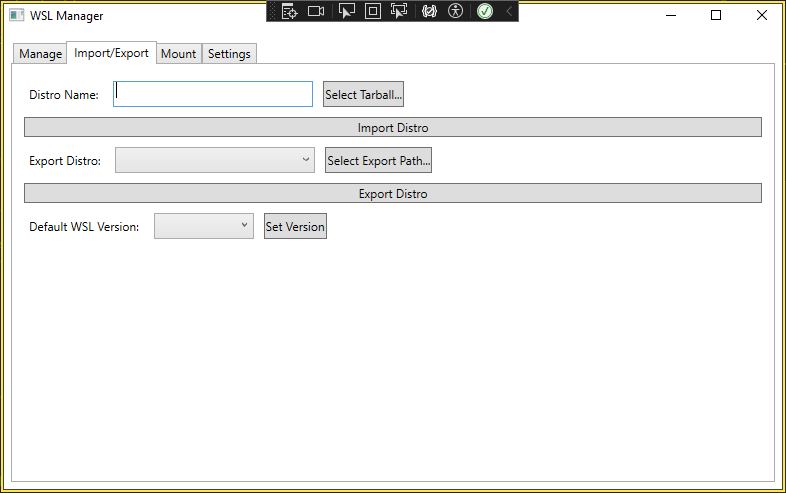 WSL Manager
Manage Import/Export Mount Settings
Distro Name: Select Tarball...
Import Distro
Export Distro: Select Export Path...
Export Distro
Default WSL Version: Set Version